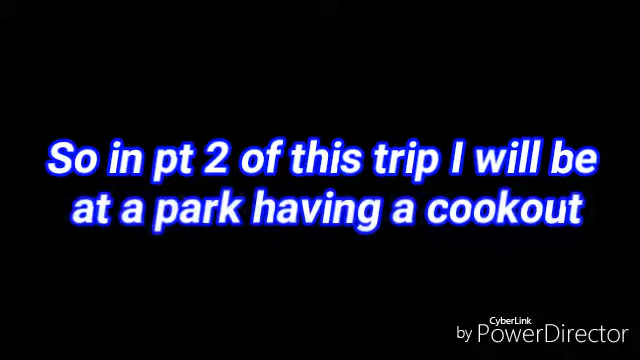 So in pt 2 of this trip I will be
at a park having a cookout
CyberLink
by PowerDirector